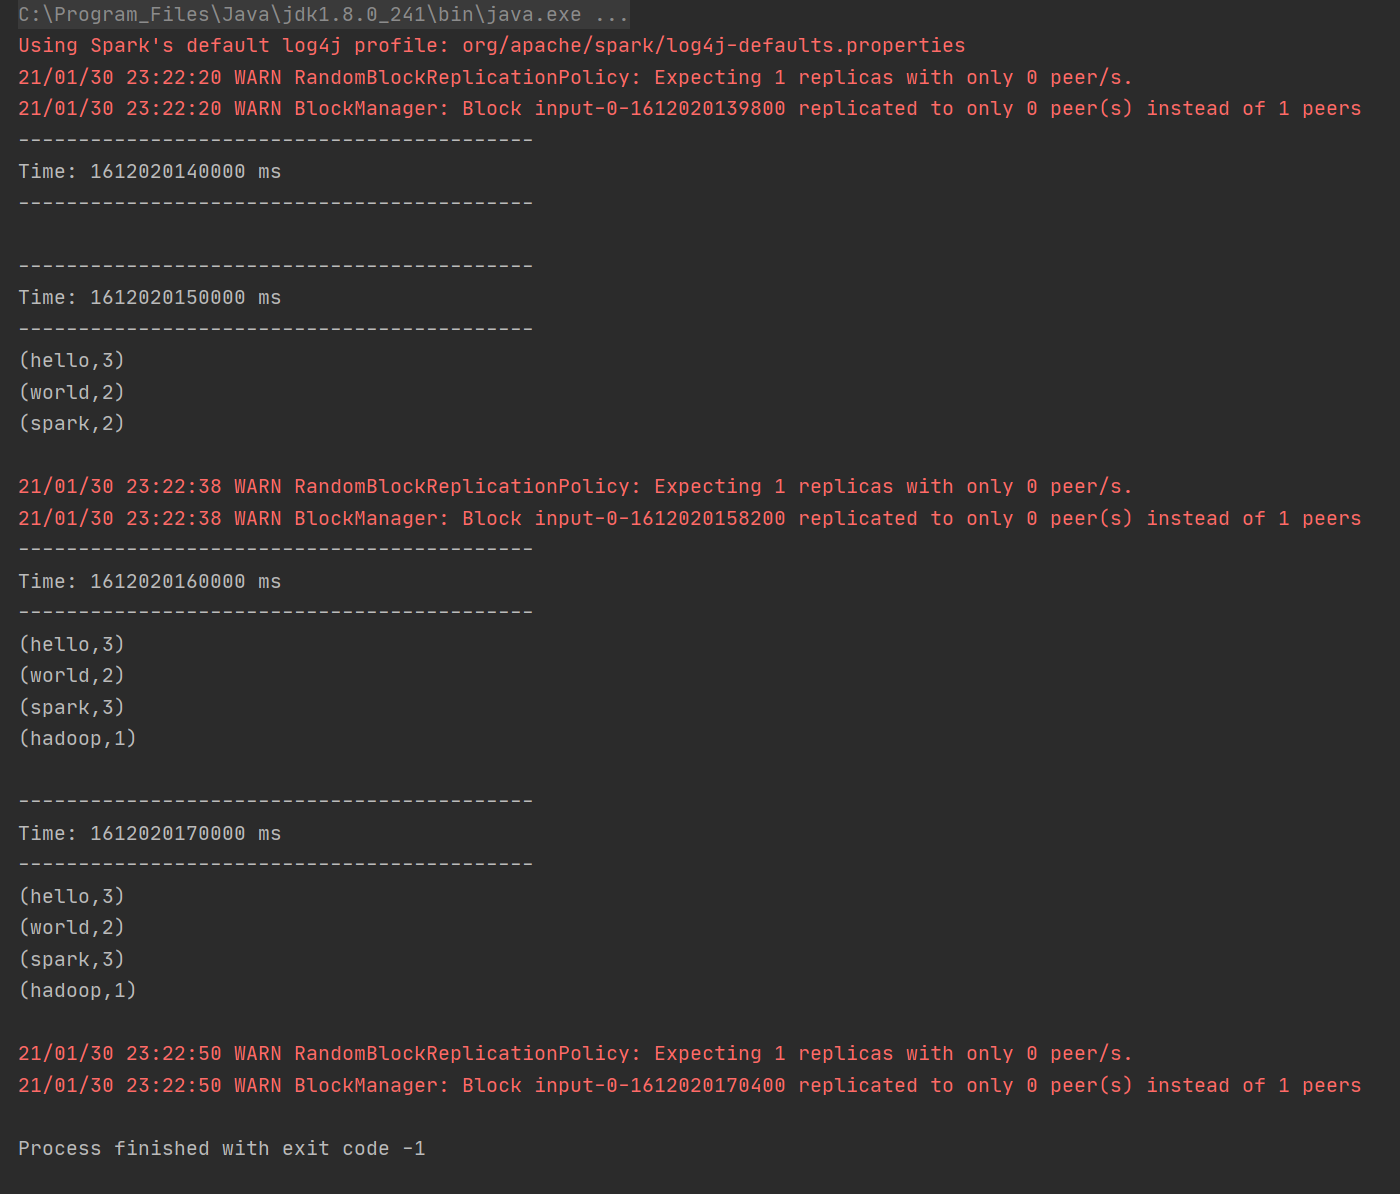 C:\Program_Files\Java\jdk1.8.0_241\bin\java.exe ...
Using Spark's default log4j profile: org/apache/spark/log4j-defaults.properties
21/01/30 23:22:20 WARN RandomBlockReplicationPolicy: Expecting 1 replicas with only 0 peer/s.
21/01/30 23:22:20 WARN BlockManager: Block input-0-1612020139800 replicated to only 0 peer(s) instead of 1 peers
-------------------------------------------
Time: 1612020140000 ms
-------------------------------------------

-------------------------------------------
Time: 1612020150000 ms
-------------------------------------------
(hello,3)
(world,2)
(spark,2)

21/01/30 23:22:38 WARN RandomBlockReplicationPolicy: Expecting 1 replicas with only 0 peer/s.
21/01/30 23:22:38 WARN BlockManager: Block input-0-1612020158200 replicated to only 0 peer(s) instead of 1 peers
-------------------------------------------
Time: 1612020160000 ms
-------------------------------------------
(hello,3)
(world,2)
(spark,3)
(hadoop,1)

-------------------------------------------
Time: 1612020170000 ms
-------------------------------------------
(hello,3)
(world,2)
(spark,3)
(hadoop,1)

21/01/30 23:22:50 WARN RandomBlockReplicationPolicy: Expecting 1 replicas with only 0 peer/s.
21/01/30 23:22:50 WARN BlockManager: Block input-0-1612020170400 replicated to only 0 peer(s) instead of 1 peers

Process finished with exit code -1